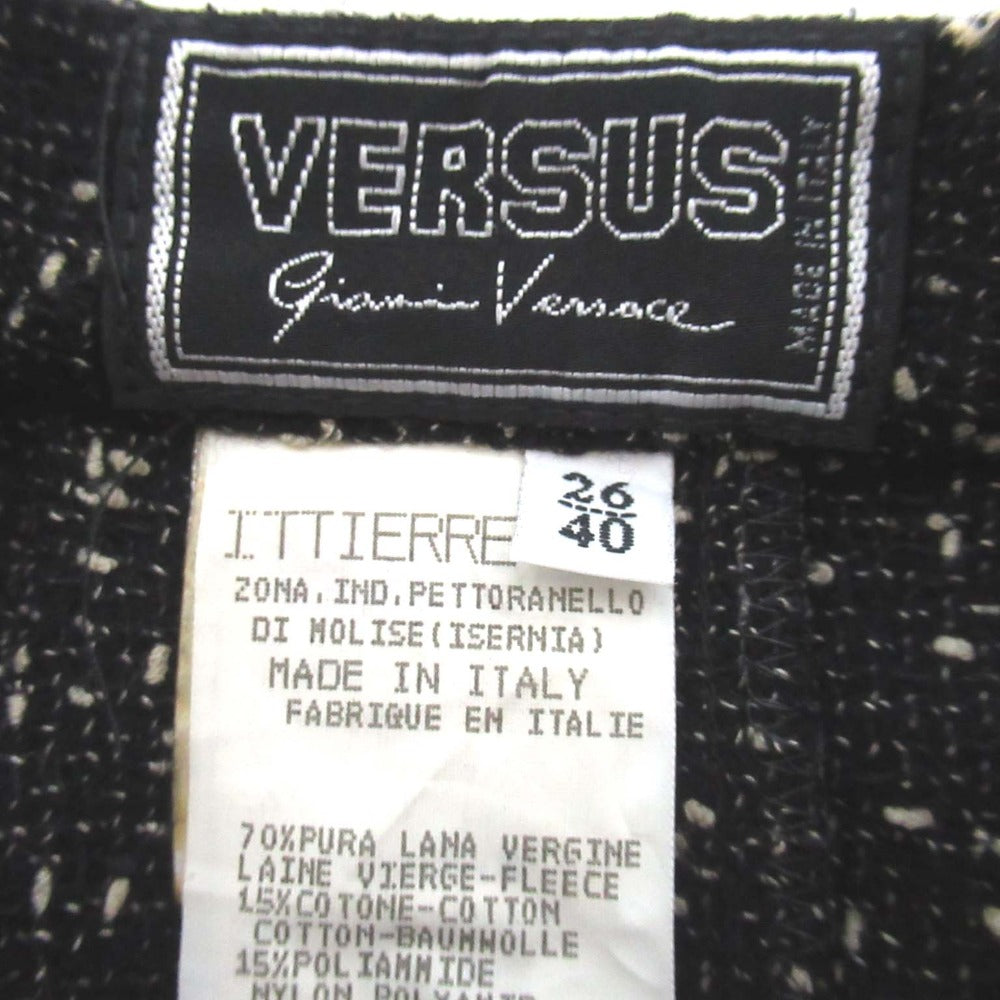 VERSUS
Gianni Versace
MADE IN ITALY
26
40
ITTIERRE
ZONA.IND.PETTORANELLO
DI MOLISE(ISERNIA)
MADE IN ITALY
FABRIQUE EN ITALIE
70%PURA LANA VERGINE
LAINE VIERGE-FLEECE
15%COTONE-COTTON
COTTON-BAUMWOLLE
15%POLIAMMIDE
NYLON